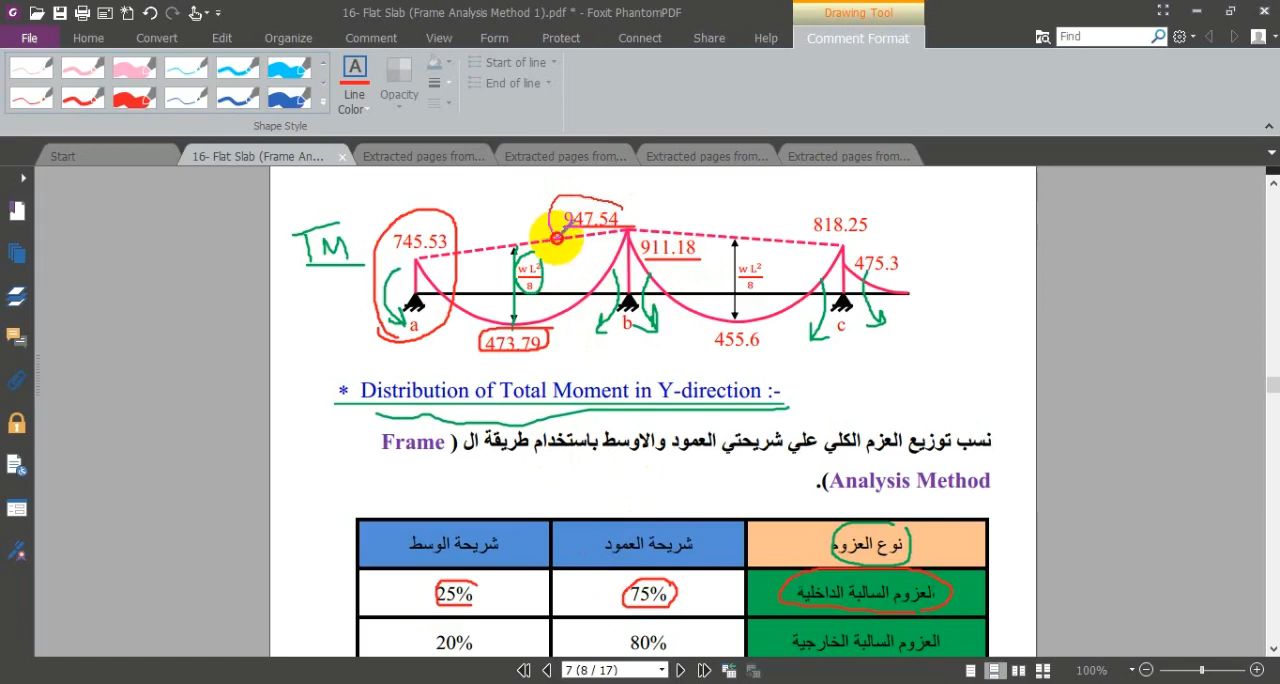 16- Flat Slab (Frame Analysis Method 1).pdf * - Foxit PhantomPDF
Drawing Tool
File Home Convert Edit Organize Comment View Form Protect Connect Share Help Comment Format
Find
Line Color
Opacity
Start of line
End of line
Shape Style
Start
16- Flat Slab (Frame An...
Extracted pages from...
Extracted pages from...
Extracted pages from...
Extracted pages from...
TM
745.53
947.54
911.18
818.25
475.3
w L²
8
w L²
8
a
b
c
473.79
455.6
* Distribution of Total Moment in Y-direction :-
نسب توزيع العزم الكلي علي شريحتي العمود والاوسط باستخدام طريقة ال ( Frame
Analysis Method).
نوع العزوم
شريحة العمود
شريحة الوسط
العزوم السالبة الداخلية
75%
25%
العزوم السالبة الخارجية
80%
20%
7 (8 / 17)
100%